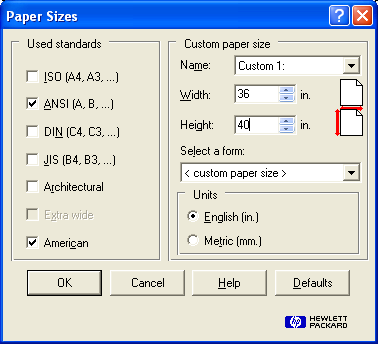 Paper Sizes
Used standards
ISO (A4, A3, ...)
ANSI (A, B, ...)
DIN (C4, C3, ...)
JIS (B4, B3, ...)
Architectural
Extra wide
American
Custom paper size
Name: Custom 1:
Width: 36 in.
Height: 40 in.
Select a form:
< custom paper size >
Units
English (in.)
Metric (mm.)
OK Cancel Help Defaults
hp HEWLETT
PACKARD